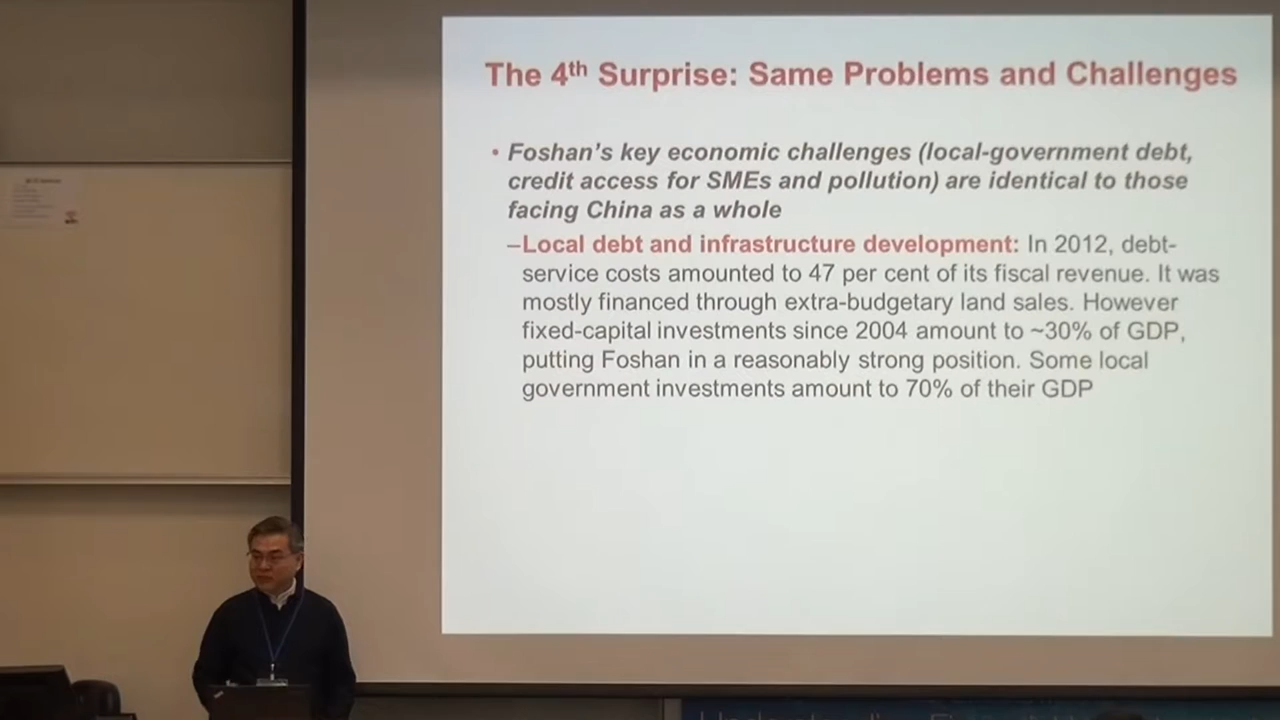 The 4th Surprise: Same Problems and Challenges
• Foshan's key economic challenges (local-government debt,
credit access for SMEs and pollution) are identical to those
facing China as a whole
–Local debt and infrastructure development: In 2012, debt-
service costs amounted to 47 per cent of its fiscal revenue. It was
mostly financed through extra-budgetary land sales. However
fixed-capital investments since 2004 amount to ~30% of GDP,
putting Foshan in a reasonably strong position. Some local
government investments amount to 70% of their GDP